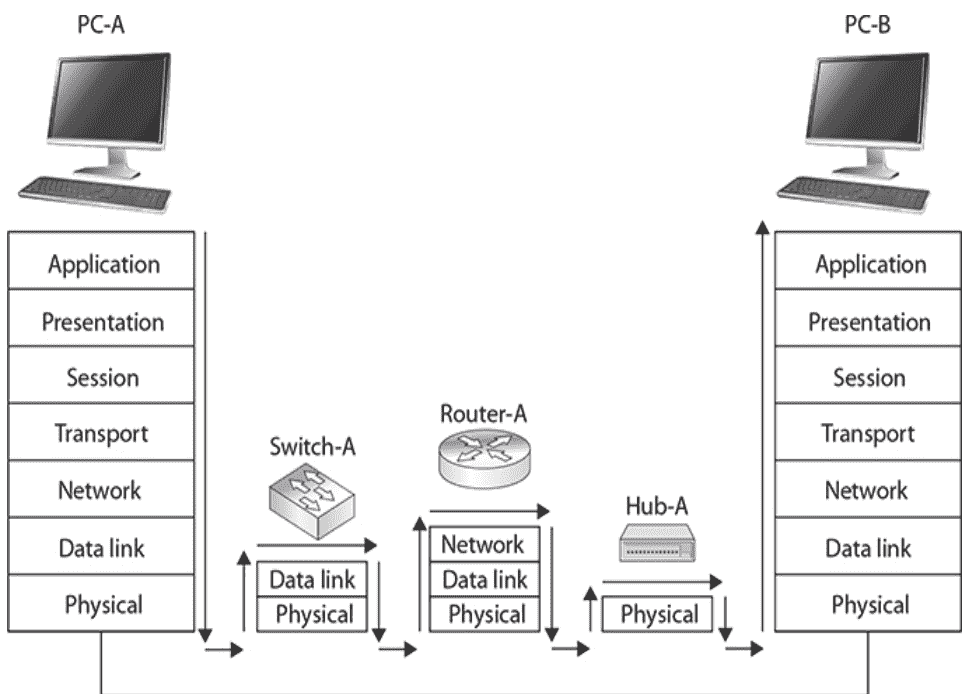 PC-A
PC-B
Application
Presentation
Session
Transport
Network
Data link
Physical
Switch-A
Data link
Physical
Router-A
Network
Data link
Physical
Hub-A
Physical
Application
Presentation
Session
Transport
Network
Data link
Physical